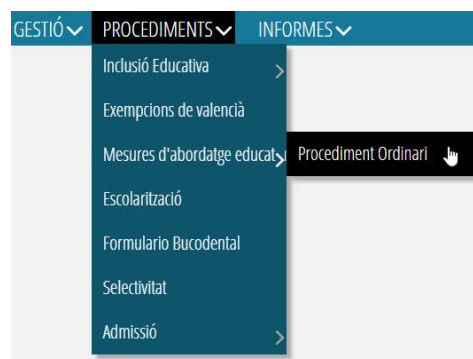 GESTIÓ PROCEDIMENTS INFORMES
Inclusió Educativa
Exempcions de valencià
Mesures d'abordatge educat Procediment Ordinari
Escolarització
Formulario Bucodental
Selectivitat
Admissió